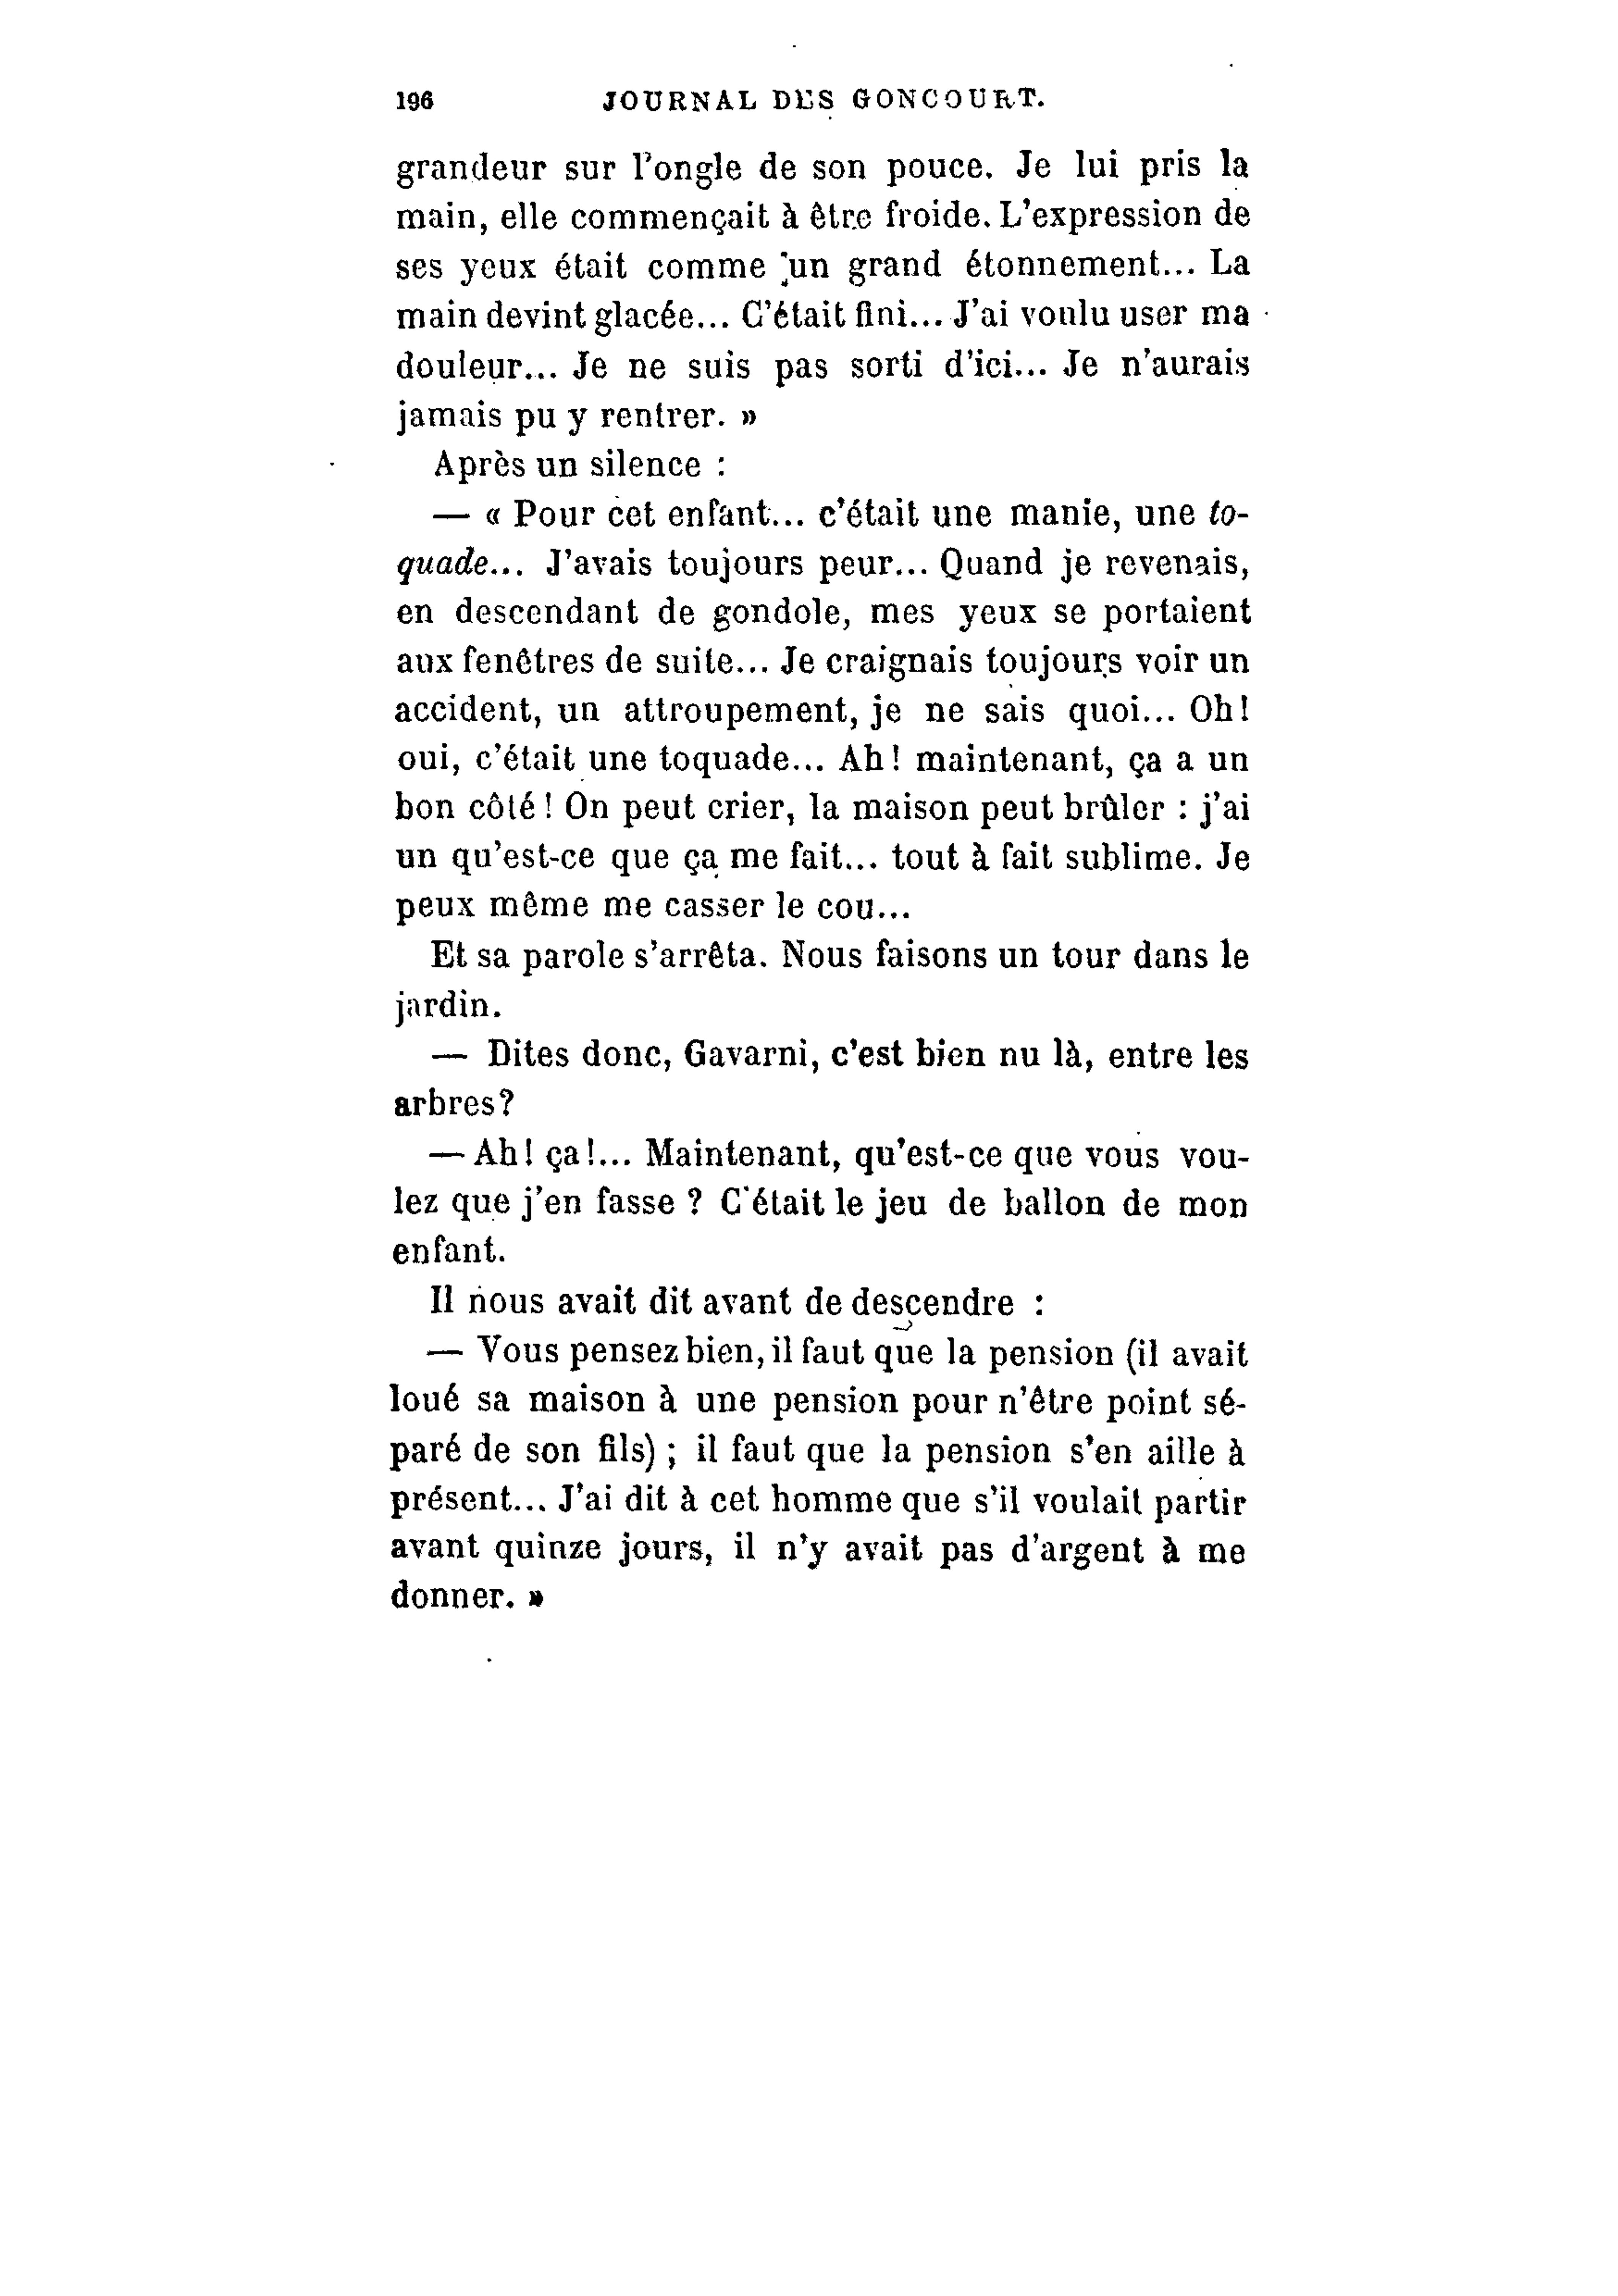 196 JOURNAL DES GONCOURT.
grandeur sur l'ongle de son pouce. Je lui pris la
main, elle commençait à être froide. L'expression de
ses yeux était comme un grand étonnement... La
main devint glacée... C'était fini... J'ai voulu user ma
douleur... Je ne suis pas sorti d'ici... Je n'aurais
jamais pu y rentrer. »
Après un silence :
— « Pour cet enfant... c'était une manie, une to-
quade... J'avais toujours peur... Quand je revenais,
en descendant de gondole, mes yeux se portaient
aux fenêtres de suite... Je craignais toujours voir un
accident, un attroupement, je ne sais quoi... Oh!
oui, c'était une toquade... Ah! maintenant, ça a un
bon côté! On peut crier, la maison peut brûler : j'ai
un qu'est-ce que ça me fait... tout à fait sublime. Je
peux même me casser le cou...
Et sa parole s'arrêta. Nous faisons un tour dans le
jardin.
— Dites donc, Gavarni, c'est bien nu là, entre les
arbres?
— Ah! ça!... Maintenant, qu'est-ce que vous vou-
lez que j'en fasse ? C'était le jeu de ballon de mon
enfant.
Il nous avait dit avant de descendre :
— Vous pensez bien, il faut que la pension (il avait
loué sa maison à une pension pour n'être point sé-
paré de son fils) ; il faut que la pension s'en aille à
présent... J'ai dit à cet homme que s'il voulait partir
avant quinze jours, il n'y avait pas d'argent à me
donner. »